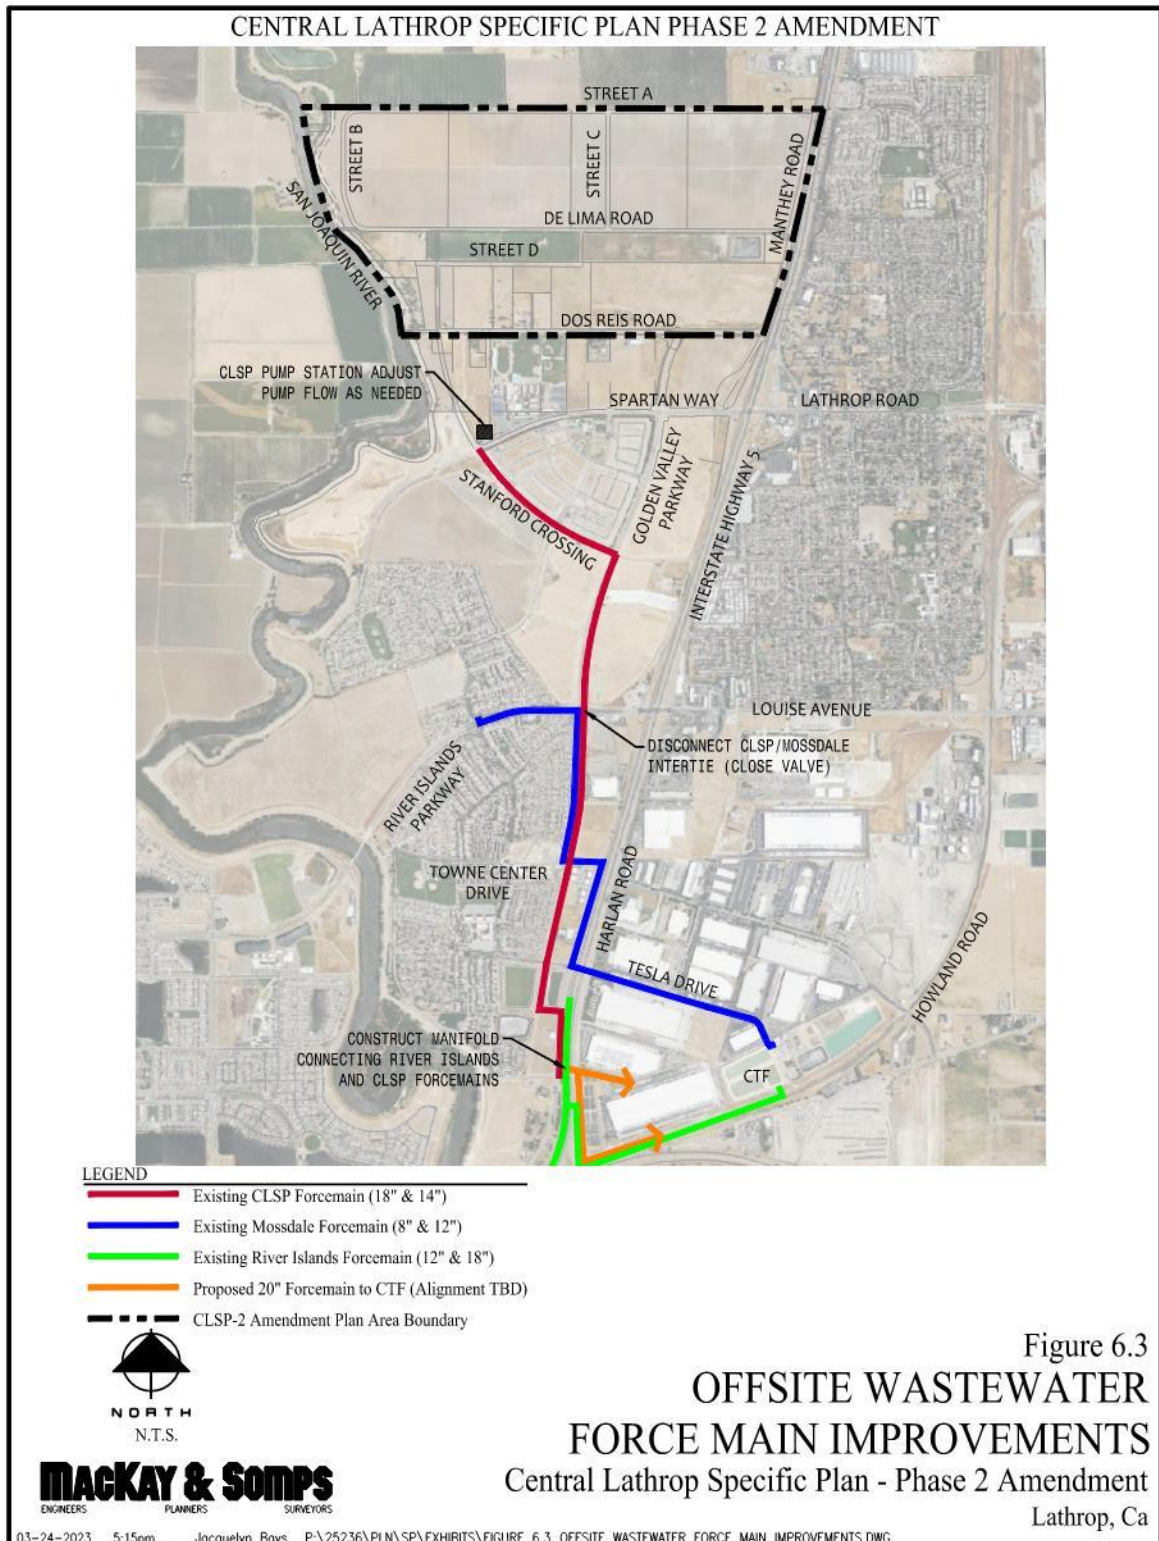 CENTRAL LATHROP SPECIFIC PLAN PHASE 2 AMENDMENT
STREET A
STREET B
STREET C
MANTHEY ROAD
SAN JOAQUIN RIVER
DE LIMA ROAD
STREET D
DOS REIS ROAD
CLSP PUMP STATION ADJUST
PUMP FLOW AS NEEDED
SPARTAN WAY
LATHROP ROAD
STANFORD CROSSING
GOLDEN VALLEY
PARKWAY
INTERSTATE HIGHWAY 5
LOUISE AVENUE
DISCONNECT CLSP/MOSSDALE
INTERTIE (CLOSE VALVE)
RIVER ISLANDS
PARKWAY
TOWNE CENTER
DRIVE
HARLAN ROAD
TESLA DRIVE
HOWLAND ROAD
CONSTRUCT MANIFOLD
CONNECTING RIVER ISLANDS
AND CLSP FORCEMAINS
CTF
LEGEND
Existing CLSP Forcemain (18" & 14")
Existing Mossdale Forcemain (8" & 12")
Existing River Islands Forcemain (12" & 18")
Proposed 20" Forcemain to CTF (Alignment TBD)
CLSP-2 Amendment Plan Area Boundary
NORTH
N.T.S.
Figure 6.3
OFFSITE WASTEWATER
FORCE MAIN IMPROVEMENTS
Central Lathrop Specific Plan - Phase 2 Amendment
Lathrop, Ca
MACKAY & SOMPS
ENGINEERS PLANNERS SURVEYORS
03-24-2023 5:15pm Jacquelyn Bays P:\25236\PLN\SP\EXHIBITS\FIGURE 6.3 OFFSITE WASTEWATER FORCE MAIN IMPROVEMENTS.DWG